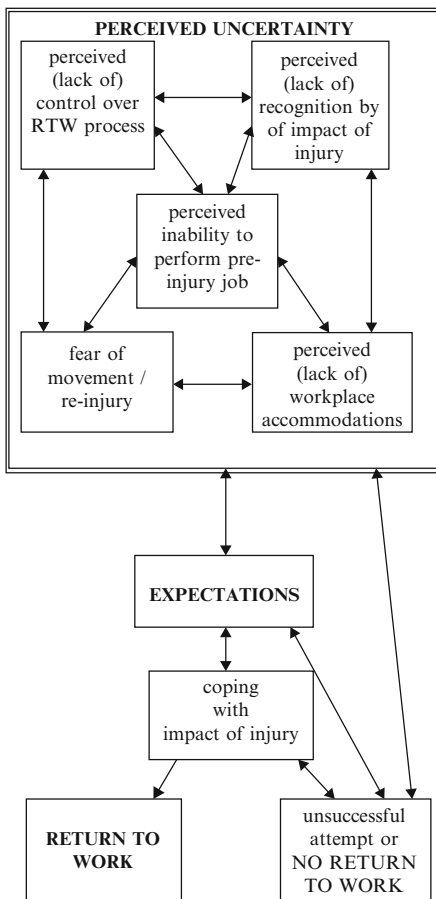 PERCEIVED UNCERTAINTY
perceived
(lack of)
control over
RTW process
perceived
(lack of)
recognition by
of impact of
injury
perceived
inability to
perform pre-
injury job
fear of
movement /
re-injury
perceived
(lack of)
workplace
accommodations
EXPECTATIONS
coping
with
impact of injury
RETURN TO
WORK
unsuccessful
attempt or
NO RETURN
TO WORK